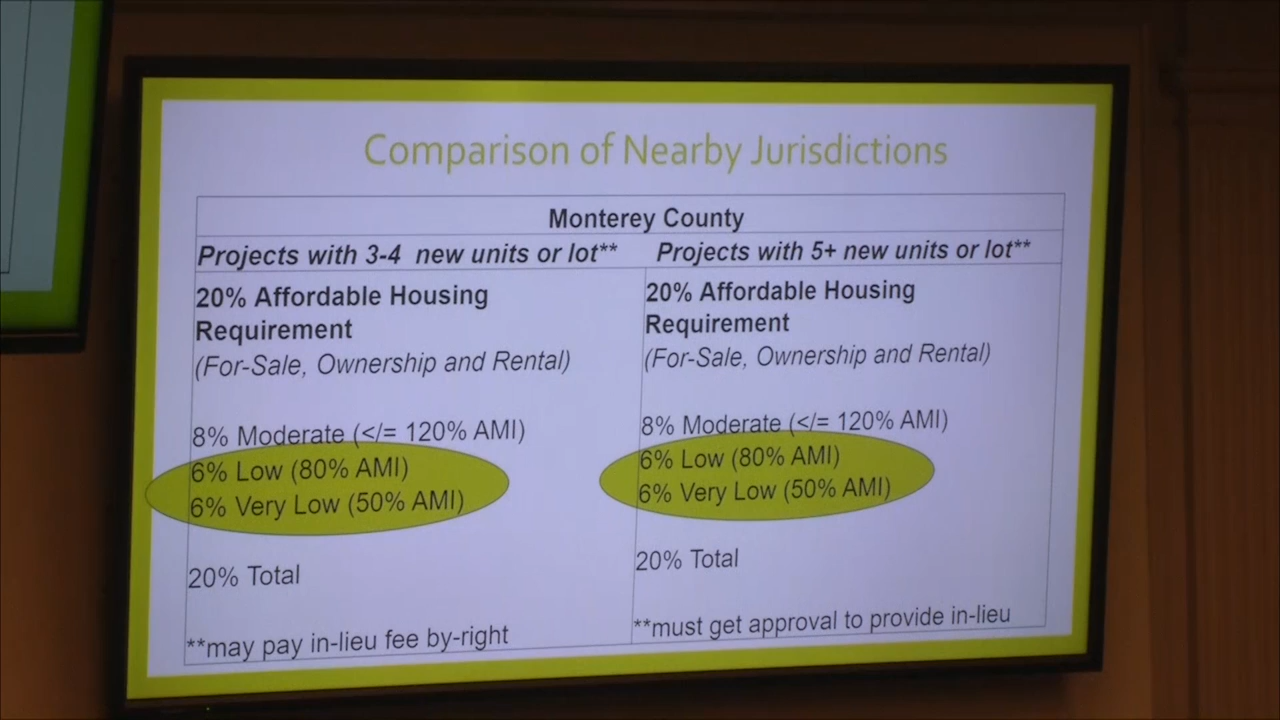 Comparison of Nearby Jurisdictions
Monterey County
Projects with 3-4 new units or lot**
Projects with 5+ new units or lot**
20% Affordable Housing
Requirement
(For-Sale, Ownership and Rental)
8% Moderate (</= 120% AMI)
6% Low (80% AMI)
6% Very Low (50% AMI)
20% Total
**may pay in-lieu fee by-right
20% Affordable Housing
Requirement
(For-Sale, Ownership and Rental)
8% Moderate (</= 120% AMI)
6% Low (80% AMI)
6% Very Low (50% AMI)
20% Total
**must get approval to provide in-lieu